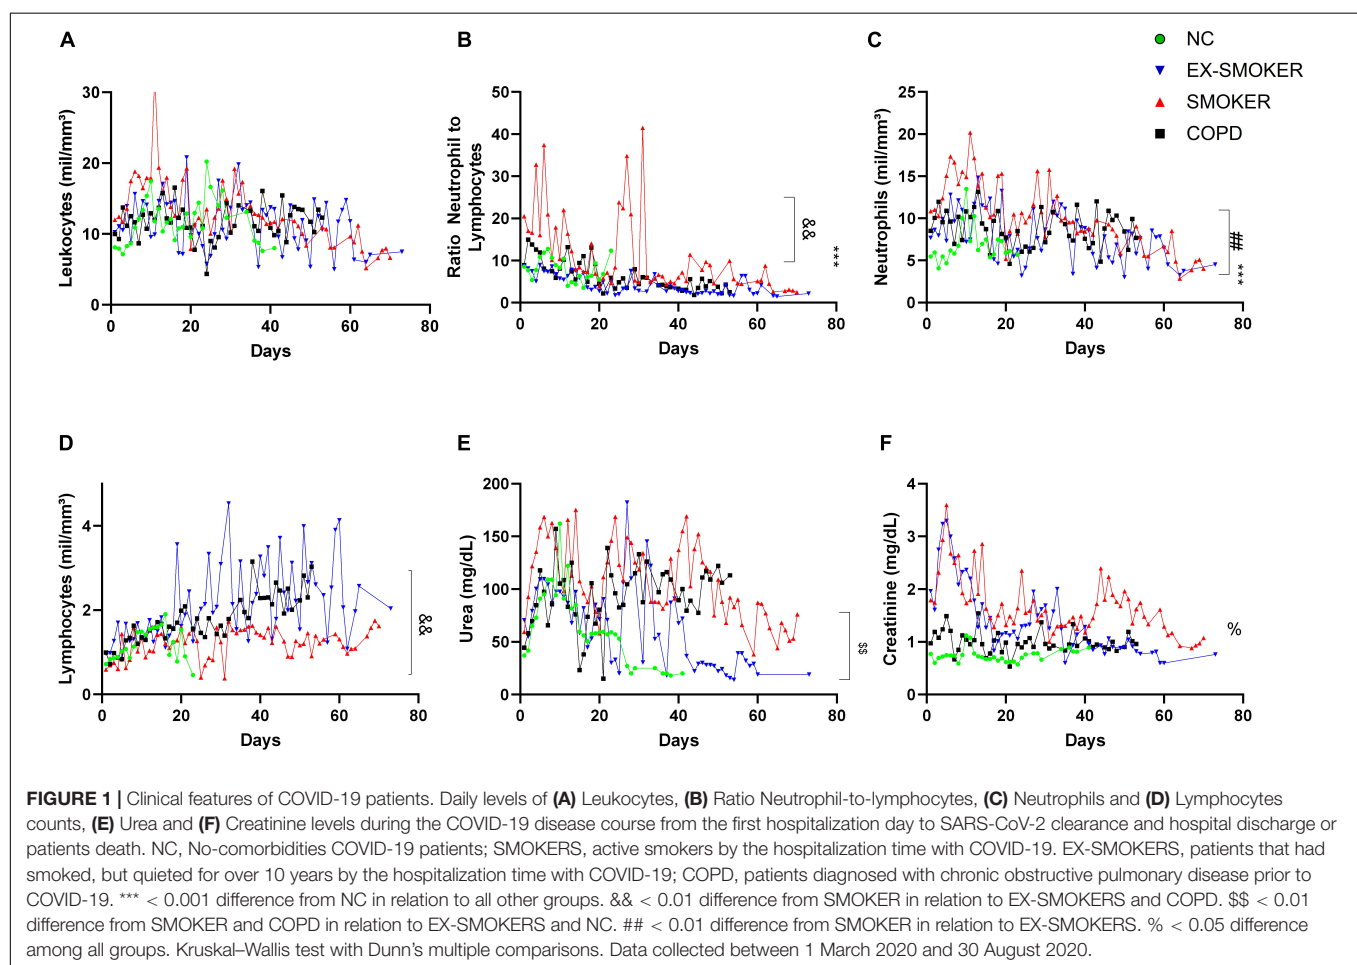 A
B
C
NC
EX-SMOKER
SMOKER
COPD
Leukocytes (mil/mm³)
30
20
10
0
0 20 40 60 80
Days
Ratio Neutrophil to
Lymphocytes
50
40
30
20
10
0
0 20 40 60 80
Days
&&
***
Neutrophils (mil/mm³)
25
20
15
10
5
0
0 20 40 60 80
Days
##
***
D
E
F
Lymphocytes (mil/mm³)
4
2
0
0 20 40 60 80
Days
&&
Urea (mg/dL)
200
150
100
50
0
0 20 40 60 80
Days
$$
Creatinine (mg/dL)
4
3
2
1
0
0 20 40 60 80
Days
%
FIGURE 1 | Clinical features of COVID-19 patients. Daily levels of (A) Leukocytes, (B) Ratio Neutrophil-to-lymphocytes, (C) Neutrophils and (D) Lymphocytes
counts, (E) Urea and (F) Creatinine levels during the COVID-19 disease course from the first hospitalization day to SARS-CoV-2 clearance and hospital discharge or
patients death. NC, No-comorbidities COVID-19 patients; SMOKERS, active smokers by the hospitalization time with COVID-19. EX-SMOKERS, patients that had
smoked, but quieted for over 10 years by the hospitalization time with COVID-19; COPD, patients diagnosed with chronic obstructive pulmonary disease prior to
COVID-19. *** < 0.001 difference from NC in relation to all other groups. && < 0.01 difference from SMOKER in relation to EX-SMOKERS and COPD. $$ < 0.01
difference from SMOKER and COPD in relation to EX-SMOKERS and NC. ## < 0.01 difference from SMOKER in relation to EX-SMOKERS. % < 0.05 difference
among all groups. Kruskal–Wallis test with Dunn's multiple comparisons. Data collected between 1 March 2020 and 30 August 2020.